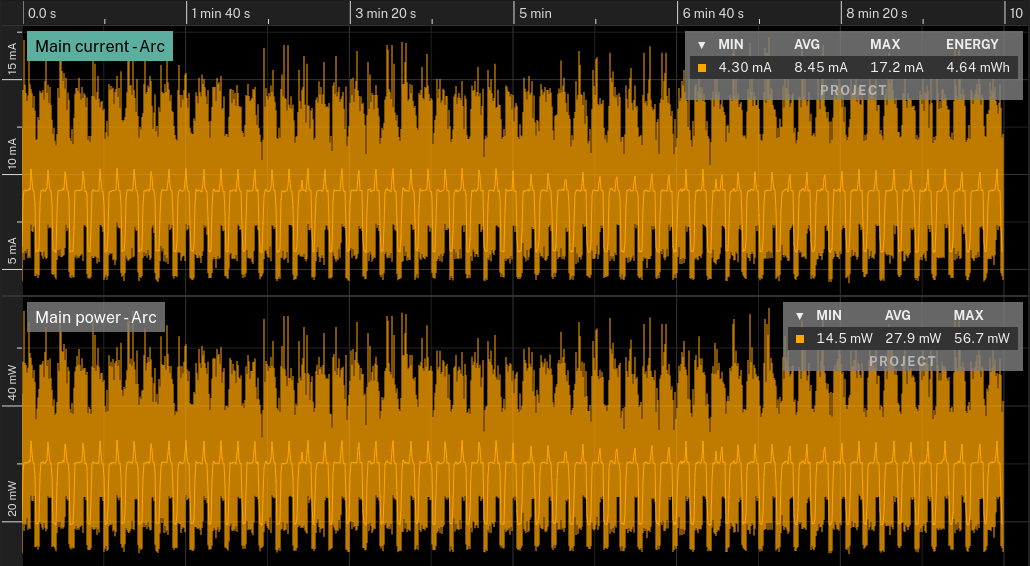 0.0 s 1 min 40 s 3 min 20 s 5 min 6 min 40 s 8 min 20 s 10
Main current - Arc
▼ MIN AVG MAX ENERGY
4.30 mA 8.45 mA 17.2 mA 4.64 mWh
PROJECT
15 mA
10 mA
5 mA
Main power - Arc
▼ MIN AVG MAX
14.5 mW 27.9 mW 56.7 mW
PROJECT
40 mW
20 mW